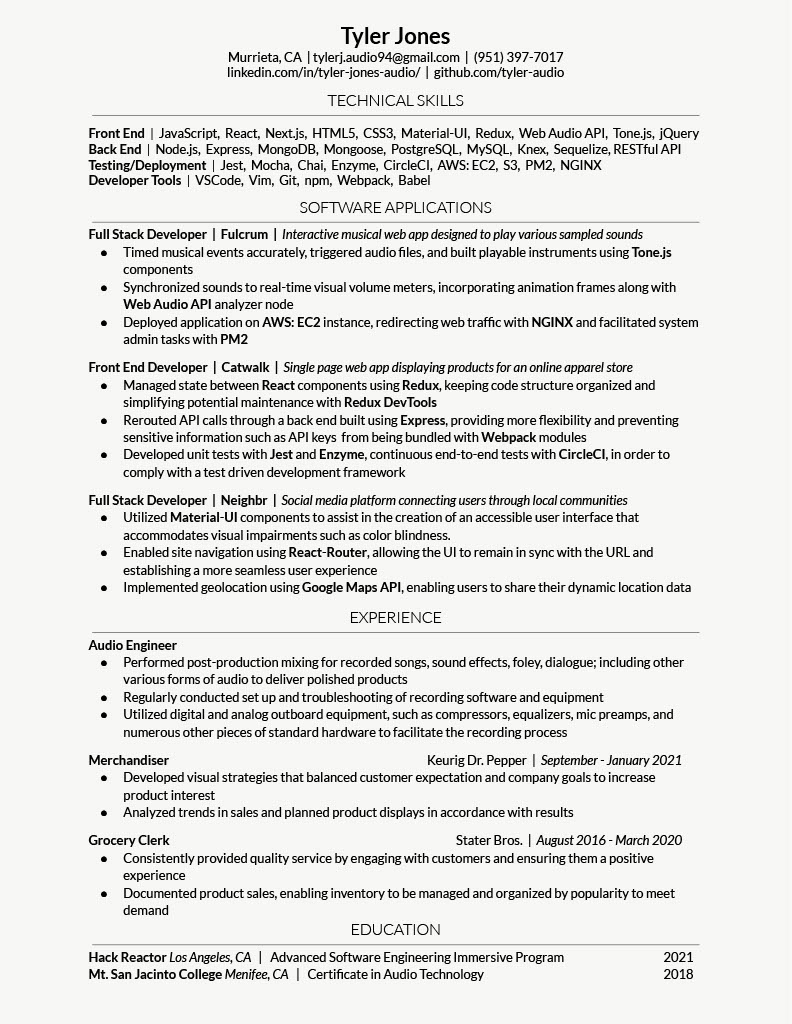 Tyler Jones
Murrieta, CA | tylerj.audio94@gmail.com | (951) 397-7017
linkedin.com/in/tyler-jones-audio/ | github.com/tyler-audio
TECHNICAL SKILLS
Front End | JavaScript, React, Next.js, HTML5, CSS3, Material-UI, Redux, Web Audio API, Tone.js, jQuery
Back End | Node.js, Express, MongoDB, Mongoose, PostgreSQL, MySQL, Knex, Sequelize, RESTful API
Testing/Deployment | Jest, Mocha, Chai, Enzyme, CircleCI, AWS: EC2, S3, PM2, NGINX
Developer Tools | VSCode, Vim, Git, npm, Webpack, Babel
SOFTWARE APPLICATIONS
Full Stack Developer | Fulcrum | Interactive musical web app designed to play various sampled sounds
● Timed musical events accurately, triggered audio files, and built playable instruments using Tone.js
components
● Synchronized sounds to real-time visual volume meters, incorporating animation frames along with
Web Audio API analyzer node
● Deployed application on AWS: EC2 instance, redirecting web traffic with NGINX and facilitated system
admin tasks with PM2
Front End Developer | Catwalk | Single page web app displaying products for an online apparel store
● Managed state between React components using Redux, keeping code structure organized and
simplifying potential maintenance with Redux DevTools
● Rerouted API calls through a back end built using Express, providing more flexibility and preventing
sensitive information such as API keys from being bundled with Webpack modules
● Developed unit tests with Jest and Enzyme, continuous end-to-end tests with CircleCI, in order to
comply with a test driven development framework
Full Stack Developer | Neighbr | Social media platform connecting users through local communities
● Utilized Material-UI components to assist in the creation of an accessible user interface that
accommodates visual impairments such as color blindness.
● Enabled site navigation using React-Router, allowing the UI to remain in sync with the URL and
establishing a more seamless user experience
● Implemented geolocation using Google Maps API, enabling users to share their dynamic location data
EXPERIENCE
Audio Engineer
● Performed post-production mixing for recorded songs, sound effects, foley, dialogue; including other
various forms of audio to deliver polished products
● Regularly conducted set up and troubleshooting of recording software and equipment
● Utilized digital and analog outboard equipment, such as compressors, equalizers, mic preamps, and
numerous other pieces of standard hardware to facilitate the recording process
Merchandiser Keurig Dr. Pepper | September - January 2021
● Developed visual strategies that balanced customer expectation and company goals to increase
product interest
● Analyzed trends in sales and planned product displays in accordance with results
Grocery Clerk Stater Bros. | August 2016 - March 2020
● Consistently provided quality service by engaging with customers and ensuring them a positive
experience
● Documented product sales, enabling inventory to be managed and organized by popularity to meet
demand
EDUCATION
Hack Reactor Los Angeles, CA | Advanced Software Engineering Immersive Program 2021
Mt. San Jacinto College Menifee, CA | Certificate in Audio Technology 2018